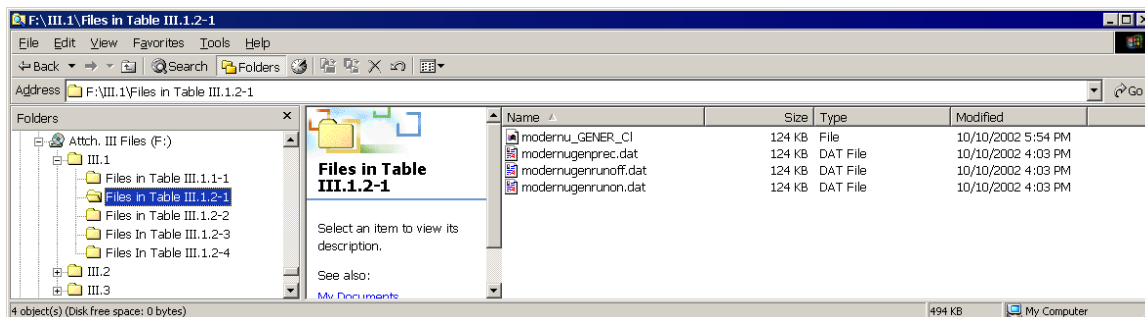 F:\III.1\Files in Table III.1.2-1
File Edit View Favorites Tools Help
Back Search Folders
Address F:\III.1\Files in Table III.1.2-1 Go
Folders
Attch. III Files (F:)
III.1
Files in Table III.1.1-1
Files in Table III.1.2-1
Files in Table III.1.2-2
Files In Table III.1.2-3
Files In Table III.1.2-4
III.2
III.3
Files in Table
III.1.2-1
Select an item to view its
description.
See also:
My Documents
Name Size Type Modified
modernu_GENER_Cl 124 KB File 10/10/2002 5:54 PM
modernugenprec.dat 124 KB DAT File 10/10/2002 4:03 PM
modernugenrunoff.dat 124 KB DAT File 10/10/2002 4:03 PM
modernugenrunon.dat 124 KB DAT File 10/10/2002 4:03 PM
4 object(s) (Disk free space: 0 bytes) 494 KB My Computer